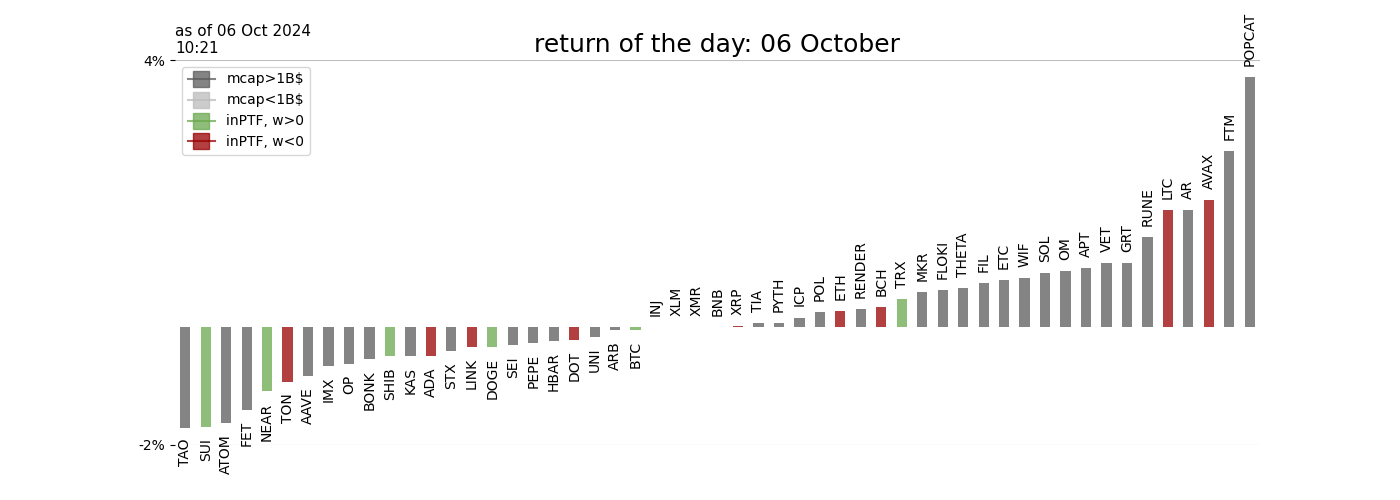 as of 06 Oct 2024
10:21
return of the day: 06 October
4%
-2%
mcap>1B$
mcap<1B$
inPTF, w>0
inPTF, w<0
TAO
SUI
ATOM
FET
NEAR
TON
AAVE
IMX
OP
BONK
SHIB
KAS
ADA
STX
LINK
DOGE
SEI
PEPE
HBAR
DOT
UNI
ARB
BTC
INJ
XLM
XMR
BNB
XRP
TIA
PYTH
ICP
POL
ETH
RENDER
BCH
TRX
MKR
FLOKI
THETA
FIL
ETC
WIF
SOL
OM
APT
VET
GRT
RUNE
LTC
AR
AVAX
FTM
POPCAT